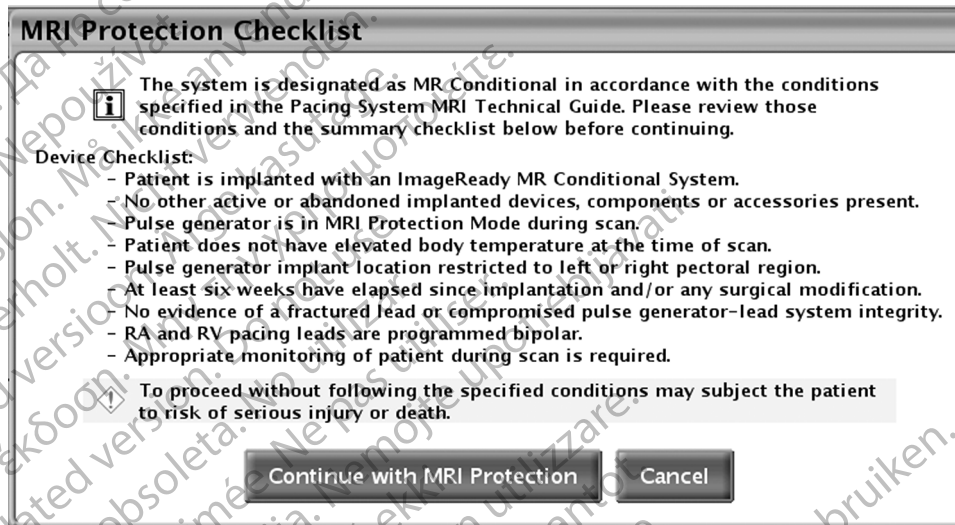 MRI Protection Checklist
The system is designated as MR Conditional in accordance with the conditions
specified in the Pacing System MRI Technical Guide. Please review those
conditions and the summary checklist below before continuing.
Device Checklist:
- Patient is implanted with an ImageReady MR Conditional System.
- No other active or abandoned implanted devices, components or accessories present.
- Pulse generator is in MRI Protection Mode during scan.
- Patient does not have elevated body temperature at the time of scan.
- Pulse generator implant location restricted to left or right pectoral region.
- At least six weeks have elapsed since implantation and/or any surgical modification.
- No evidence of a fractured lead or compromised pulse generator-lead system integrity.
- RA and RV pacing leads are programmed bipolar.
- Appropriate monitoring of patient during scan is required.
To proceed without following the specified conditions may subject the patient
to risk of serious injury or death.
Continue with MRI Protection
Cancel